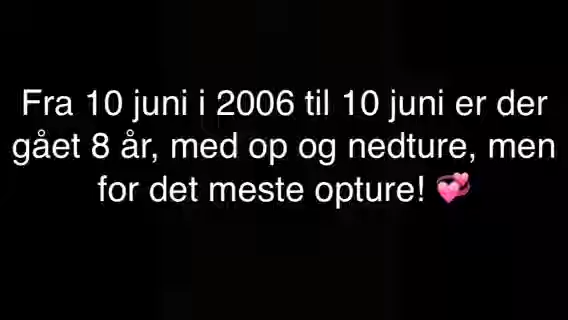 Fra 10 juni i 2006 til 10 juni er der
gået 8 år, med op og nedture, men
for det meste opture! 💞